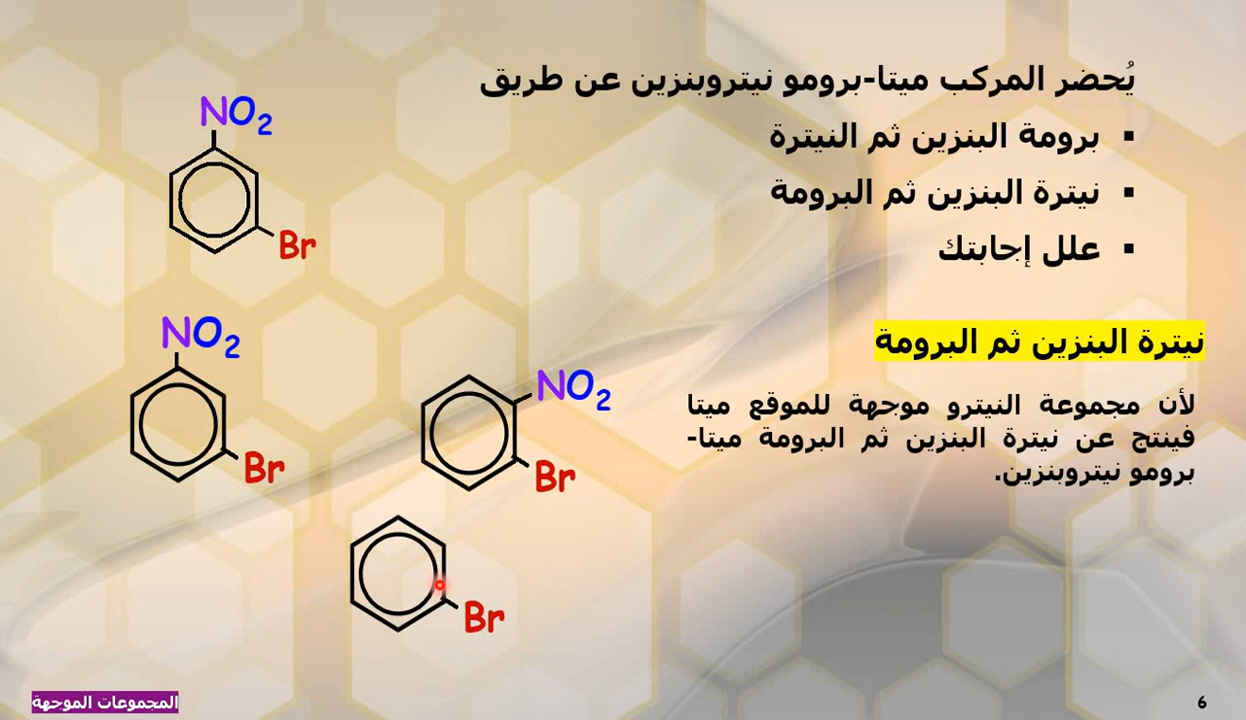 يُحضر المركب ميتا-برومو نيتروبنزين عن طريق
▪ برومة البنزين ثم النيترة
▪ نيترة البنزين ثم البرومة
▪ علل إجابتك
NO2
Br
نيترة البنزين ثم البرومة
لأن مجموعة النيترو موجهة للموقع ميتا
فينتج عن نيترة البنزين ثم البرومة ميتا-
برومو نيتروبنزين.
NO2
Br
NO2
Br
Br
المجموعات الموجهة
6